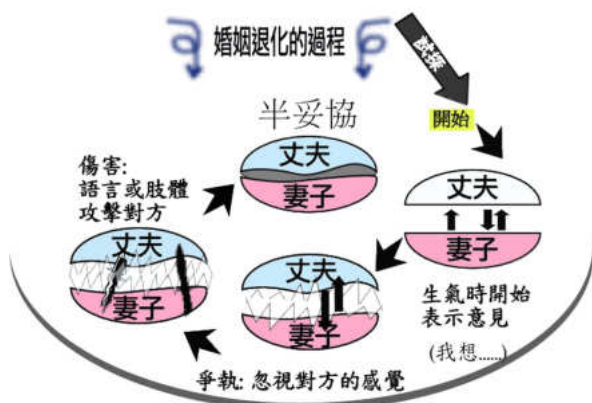 婚姻退化的過程
試探
開始
丈夫
妻子
生氣時開始
表示意見
(我想......)
丈夫
妻子
爭執: 忽視對方的感覺
丈夫
妻子
傷害:
語言或肢體
攻擊對方
半妥協
丈夫
妻子